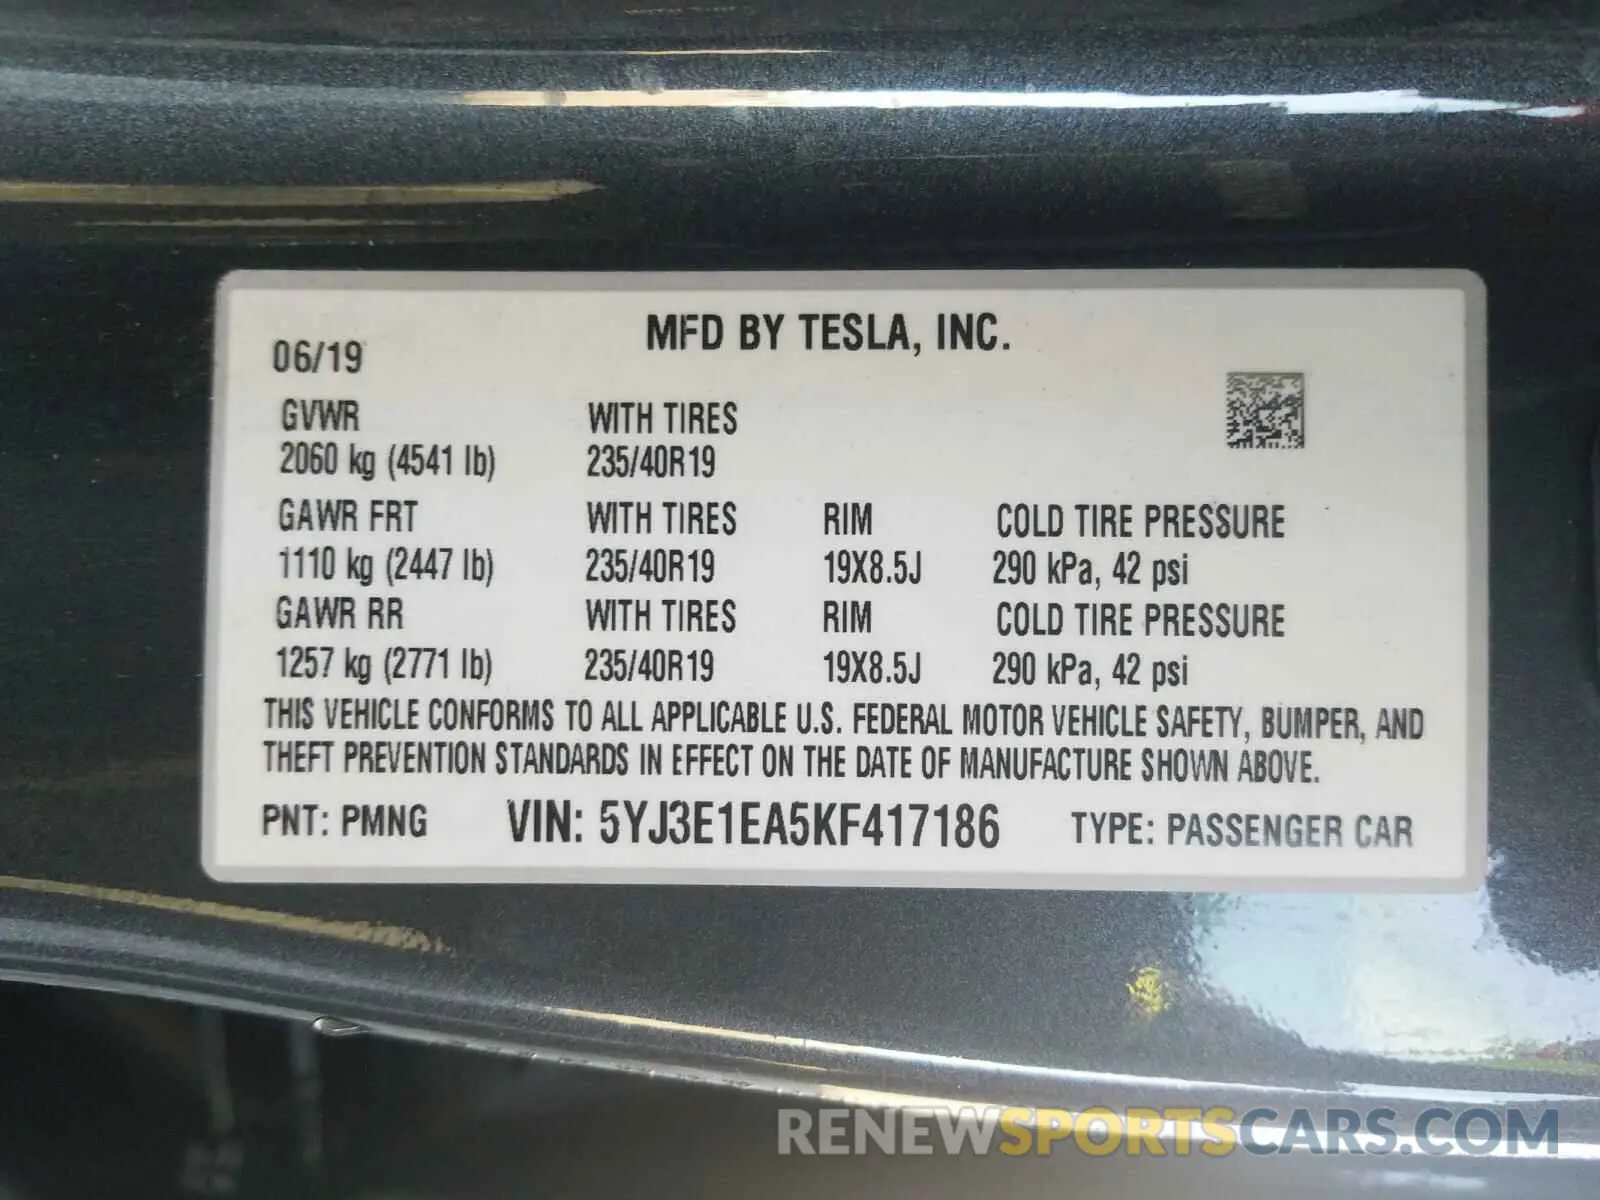 MFD BY TESLA, INC.
06/19
GVWR WITH TIRES
2060 kg (4541 lb) 235/40R19
GAWR FRT WITH TIRES RIM COLD TIRE PRESSURE
1110 kg (2447 lb) 235/40R19 19X8.5J 290 kPa, 42 psi
GAWR RR WITH TIRES RIM COLD TIRE PRESSURE
1257 kg (2771 lb) 235/40R19 19X8.5J 290 kPa, 42 psi
THIS VEHICLE CONFORMS TO ALL APPLICABLE U.S. FEDERAL MOTOR VEHICLE SAFETY, BUMPER, AND
THEFT PREVENTION STANDARDS IN EFFECT ON THE DATE OF MANUFACTURE SHOWN ABOVE.
PNT: PMNG VIN: 5YJ3E1EA5KF417186 TYPE: PASSENGER CAR
RENEWSPORTSCARS.COM